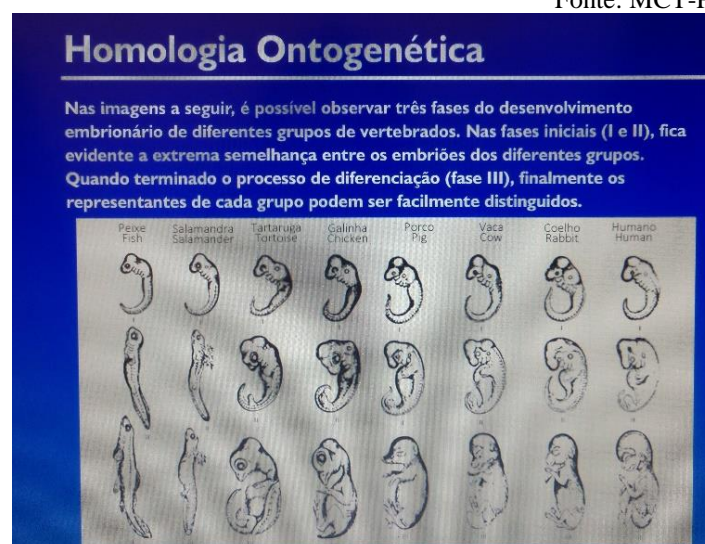 Fonte: MCT-P
Homologia Ontogenética
Nas imagens a seguir, é possível observar três fases do desenvolvimento
embrionário de diferentes grupos de vertebrados. Nas fases iniciais (I e II), fica
evidente a extrema semelhança entre os embriões dos diferentes grupos.
Quando terminado o processo de diferenciação (fase III), finalmente os
representantes de cada grupo podem ser facilmente distinguidos.
Peixe Salamandra Tartaruga Galinha Porco Vaca Coelho Humano
Fish Salamander Tortoise Chicken Pig Cow Rabbit Human